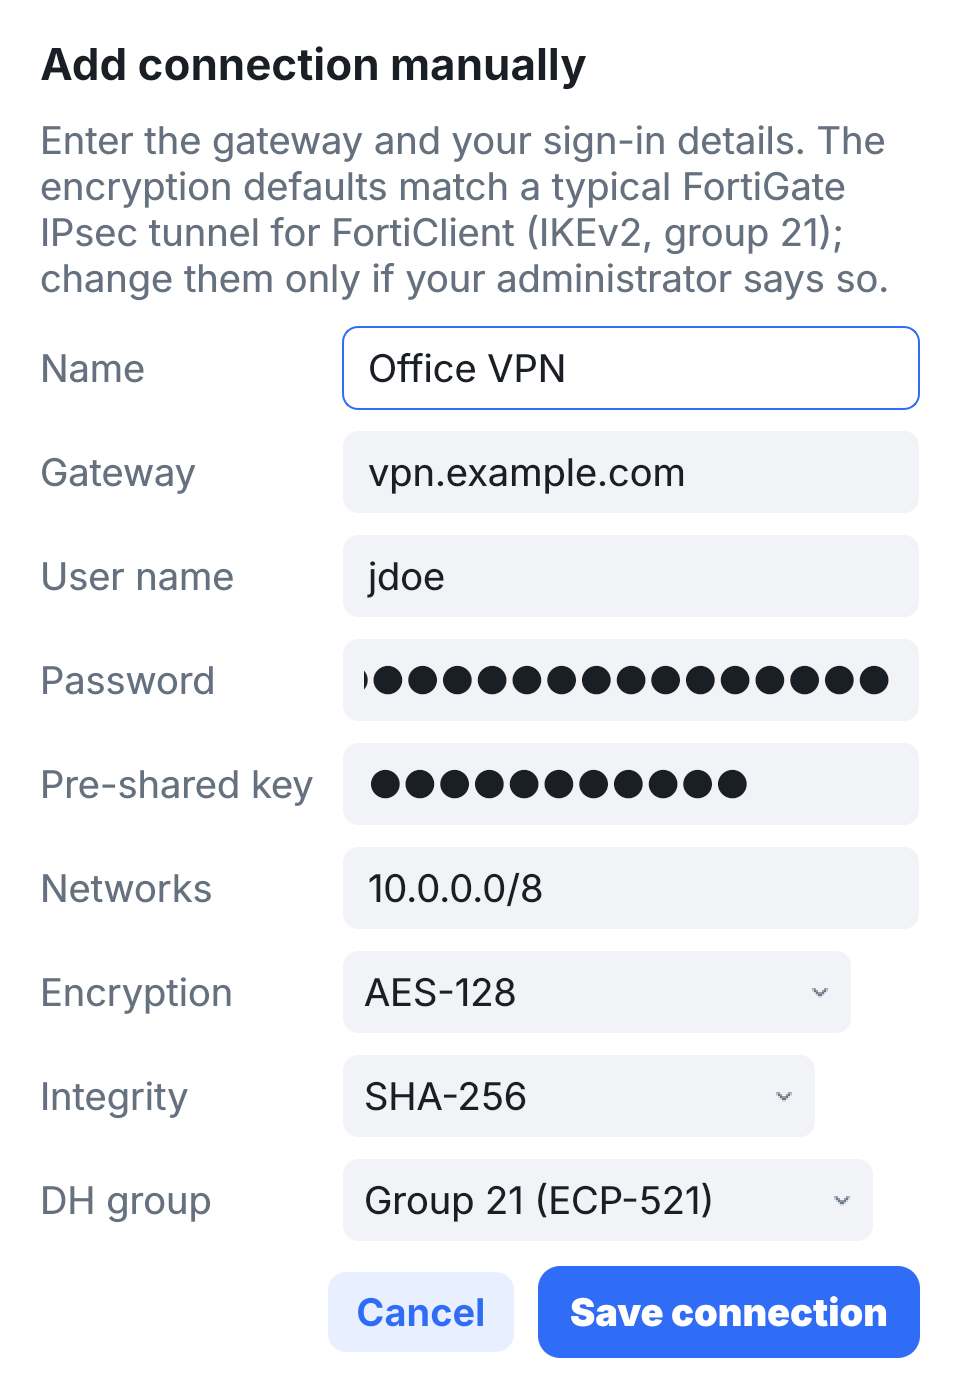 Add connection manually
Enter the gateway and your sign-in details. The
encryption defaults match a typical FortiGate
IPsec tunnel for FortiClient (IKEv2, group 21);
change them only if your administrator says so.
Name Office VPN
Gateway vpn.example.com
User name jdoe
Password ●●●●●●●●●●●●●●●●
Pre-shared key ●●●●●●●●●●●
Networks 10.0.0.0/8
Encryption AES-128
Integrity SHA-256
DH group Group 21 (ECP-521)
Cancel Save connection